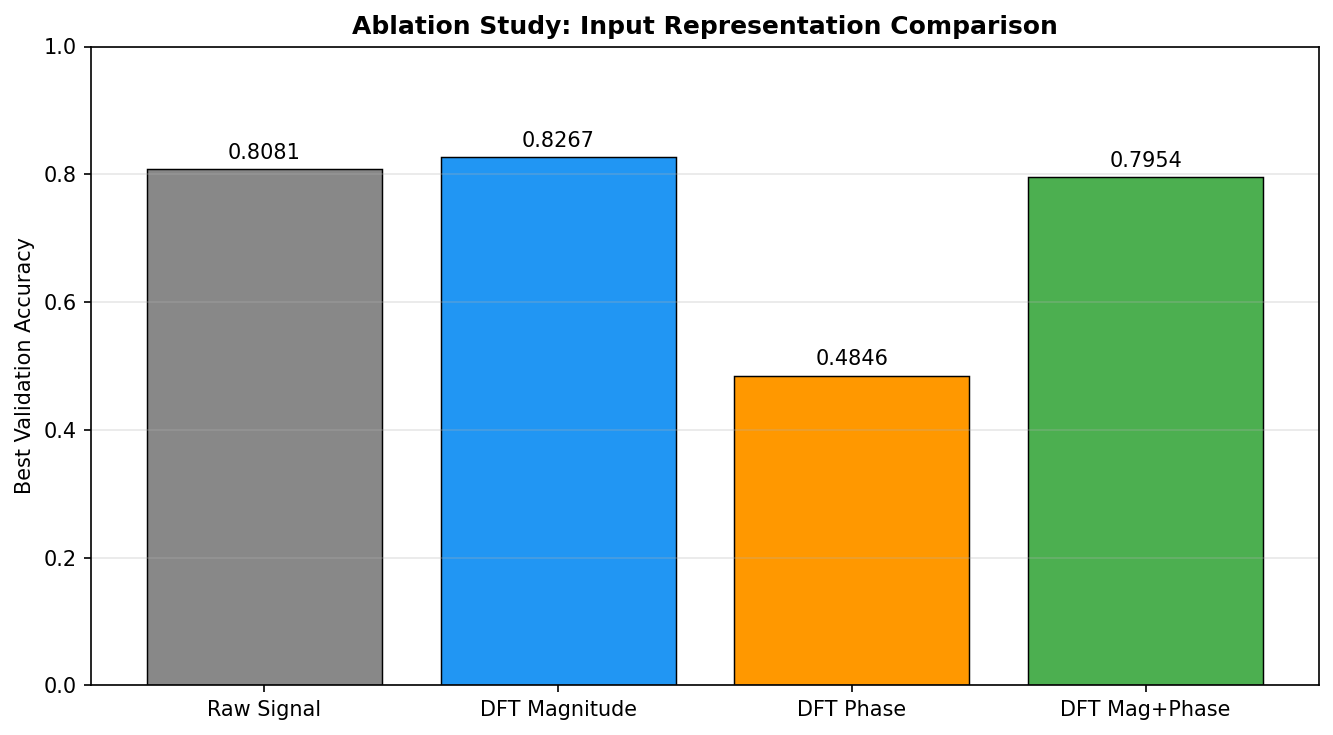 Ablation Study: Input Representation Comparison
1.0
0.8
0.6
0.4
0.2
0.0
Best Validation Accuracy
0.8081
0.8267
0.4846
0.7954
Raw Signal
DFT Magnitude
DFT Phase
DFT Mag+Phase